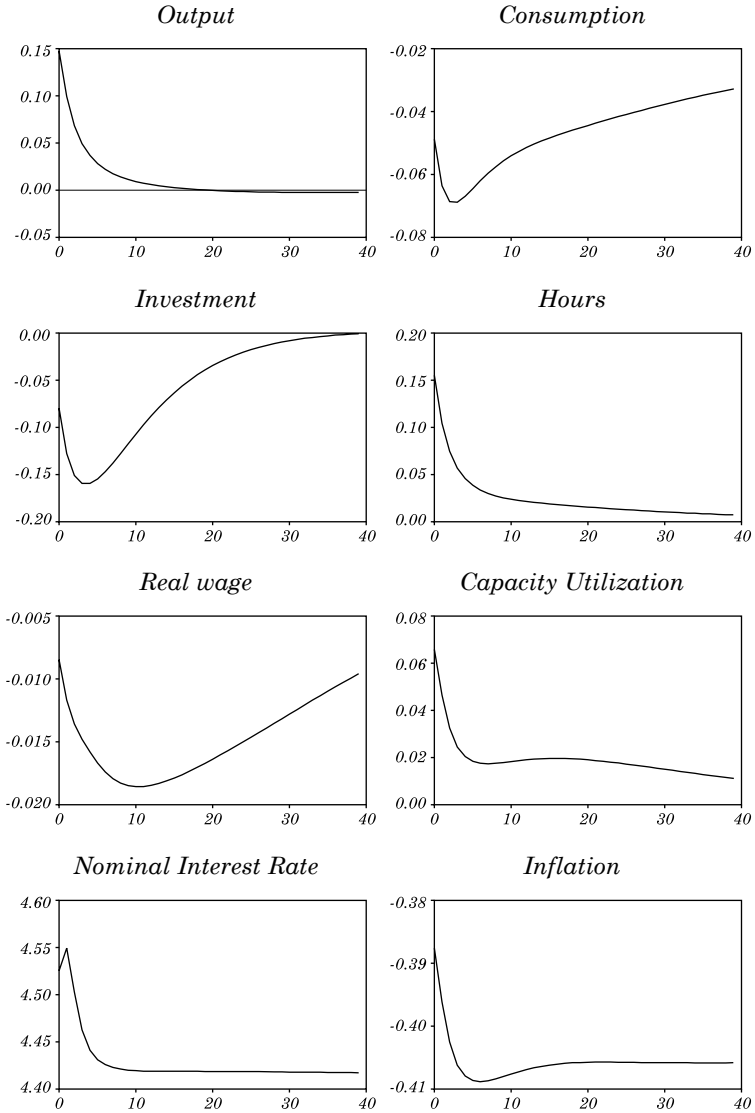 Output
0.15
0.10
0.05
0.00
-0.05
0 10 20 30 40
Consumption
-0.02
-0.04
-0.06
-0.08
0 10 20 30 40
Investment
0.00
-0.05
-0.10
-0.15
-0.20
0 10 20 30 40
Hours
0.20
0.15
0.10
0.05
0.00
0 10 20 30 40
Real wage
-0.005
-0.010
-0.015
-0.020
0 10 20 30 40
Capacity Utilization
0.08
0.06
0.04
0.02
0.00
0 10 20 30 40
Nominal Interest Rate
4.60
4.55
4.50
4.45
4.40
0 10 20 30 40
Inflation
-0.38
-0.39
-0.40
-0.41
0 10 20 30 40